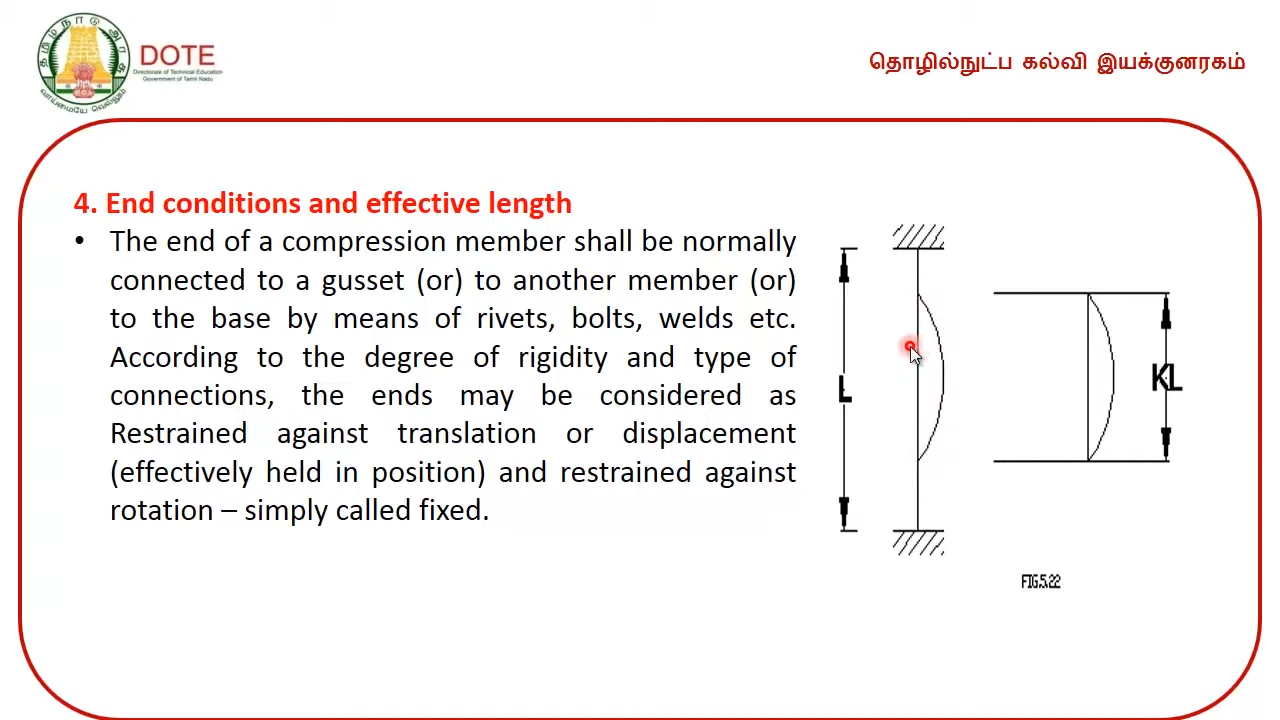 தமிழ்நாடு அரசு
வாய்மையே வெல்லும்
DOTE
Directorate of Technical Education
Government of Tamil Nadu
தொழில்நுட்ப கல்வி இயக்குனரகம்
4. End conditions and effective length
• The end of a compression member shall be normally
connected to a gusset (or) to another member (or)
to the base by means of rivets, bolts, welds etc.
According to the degree of rigidity and type of
connections, the ends may be considered as
Restrained against translation or displacement
(effectively held in position) and restrained against
rotation – simply called fixed.
L
KL
FIG.5.22